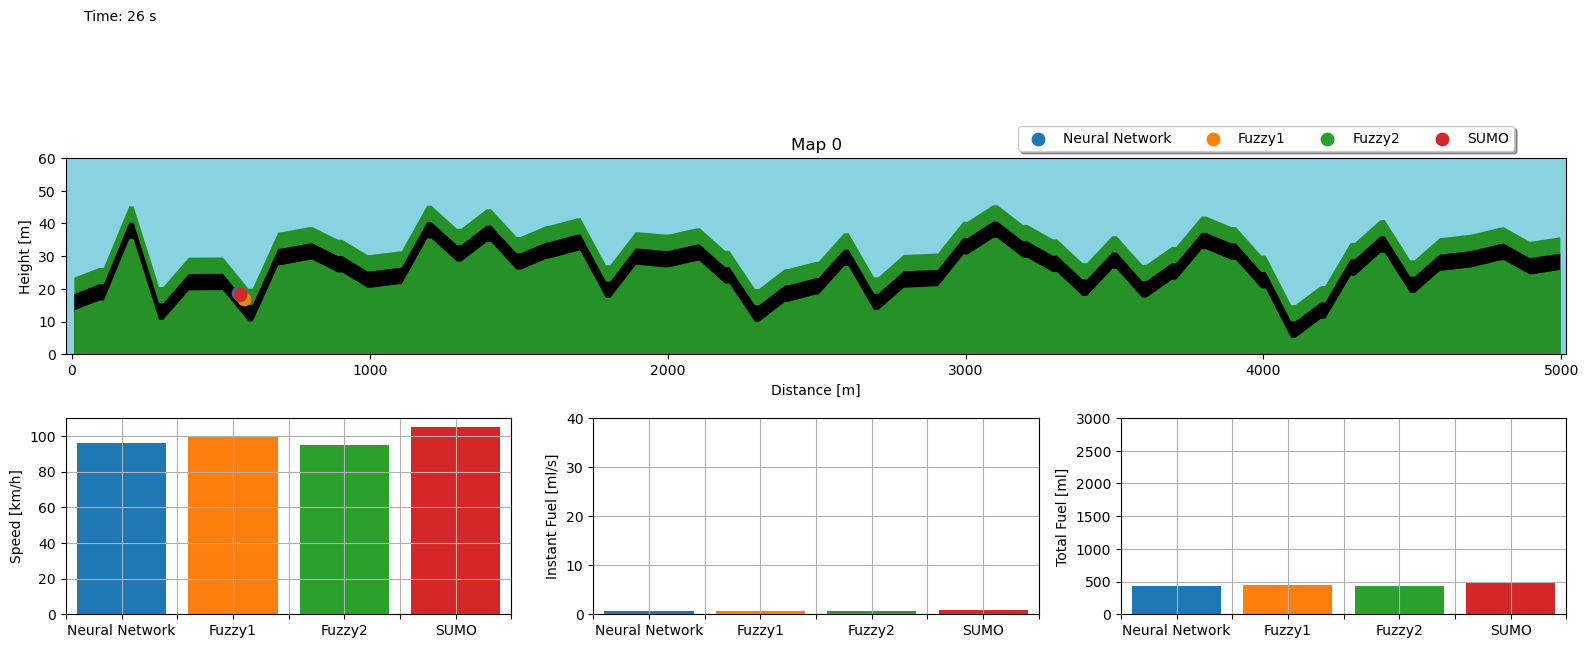 Time: 26 s
Neural Network Fuzzy1 Fuzzy2 SUMO
Map 0
60
50
40
30
20
10
0
Height [m]
0 1000 2000 3000 4000 5000
Distance [m]
100
80
60
40
20
0
Speed [km/h]
Neural Network Fuzzy1 Fuzzy2 SUMO
40
30
20
10
0
Instant Fuel [ml/s]
Neural Network Fuzzy1 Fuzzy2 SUMO
3000
2500
2000
1500
1000
500
0
Total Fuel [ml]
Neural Network Fuzzy1 Fuzzy2 SUMO